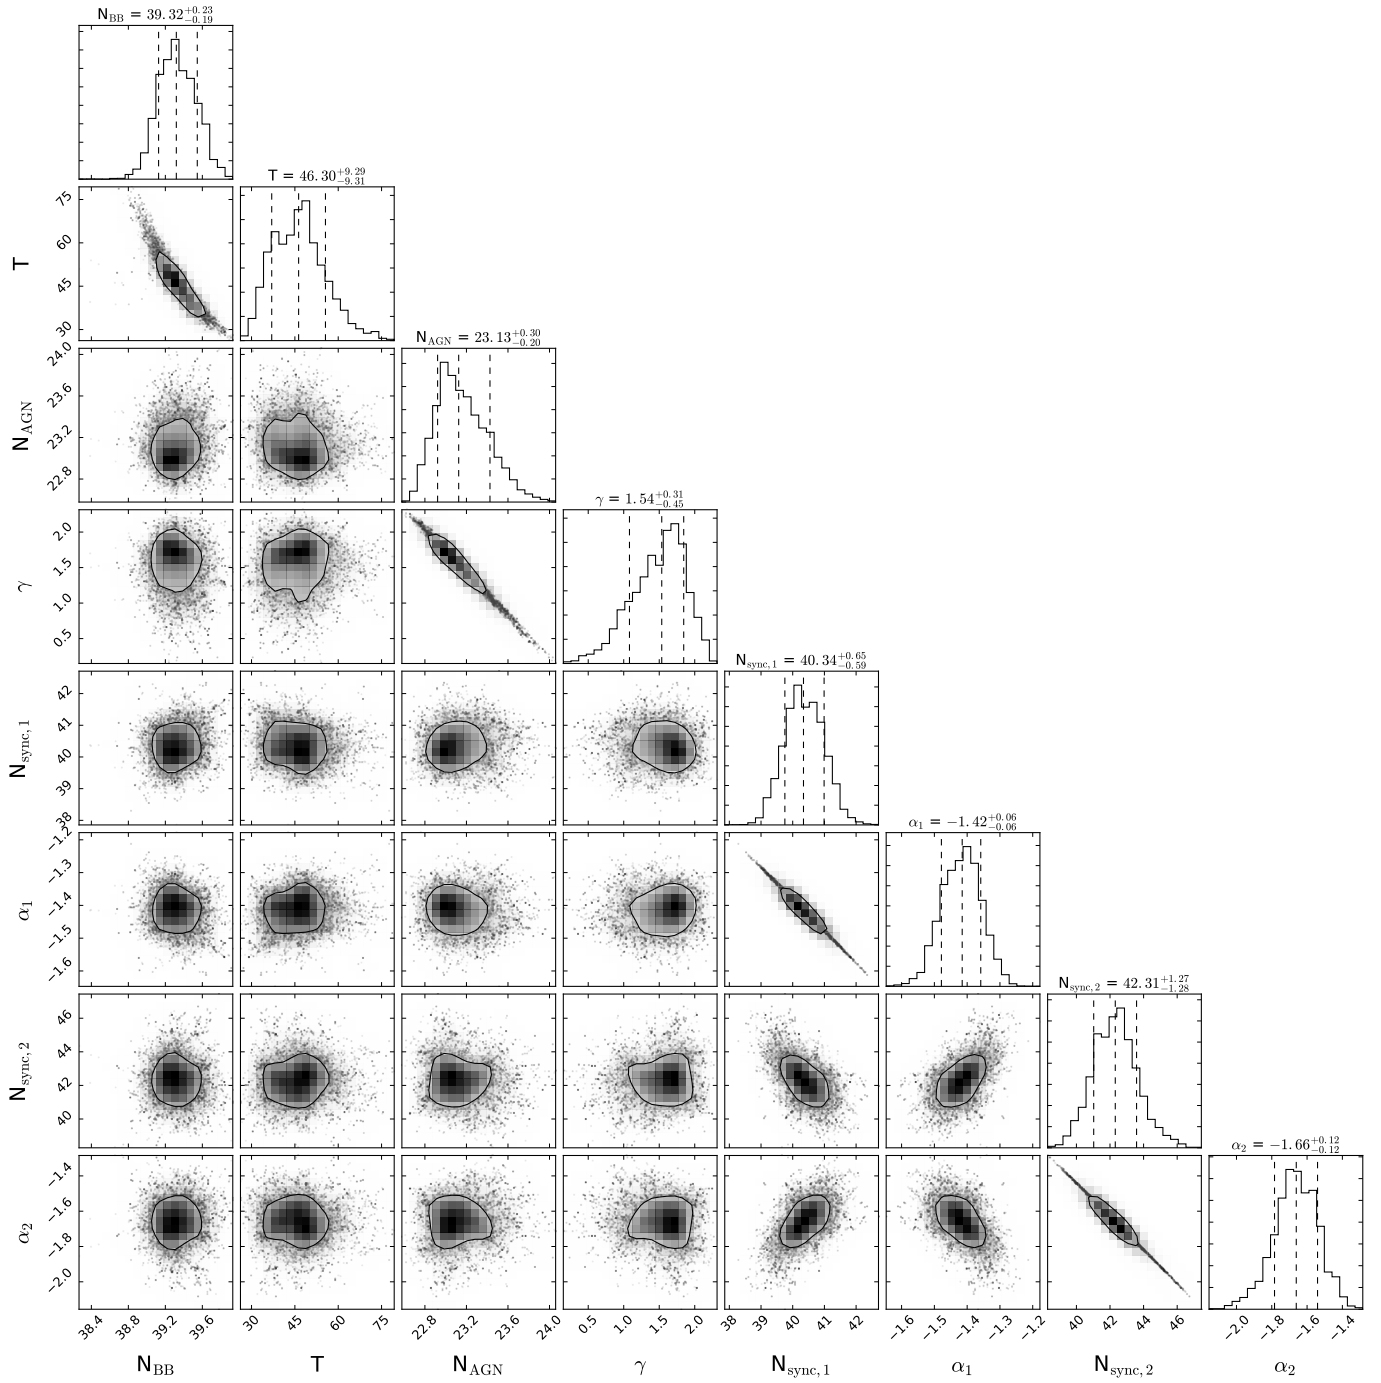 N_BB = 39.32^{+0.23}_{−0.19}
T = 46.30^{+9.29}_{−9.31}
75
60
45
30
T
N_AGN = 23.13^{+0.30}_{−0.20}
24.0
23.6
23.2
22.8
N_AGN
γ = 1.54^{+0.31}_{−0.45}
2.0
1.5
1.0
0.5
γ
N_sync,1 = 40.34^{+0.65}_{−0.59}
42
41
40
39
38
N_sync,1
α_1 = −1.42^{+0.06}_{−0.06}
−1.2
−1.3
−1.4
−1.5
−1.6
α_1
N_sync,2 = 42.31^{+1.27}_{−1.28}
46
44
42
40
N_sync,2
α_2 = −1.66^{+0.12}_{−0.12}
−1.4
−1.6
−1.8
−2.0
α_2
38.4 38.8 39.2 39.6 30 45 60 75 22.8 23.2 23.6 24.0 0.5 1.0 1.5 2.0 38 39 40 41 42 −1.6 −1.5 −1.4 −1.3 −1.2 40 42 44 46 −2.0 −1.8 −1.6 −1.4
N_BB T N_AGN γ N_sync,1 α_1 N_sync,2 α_2